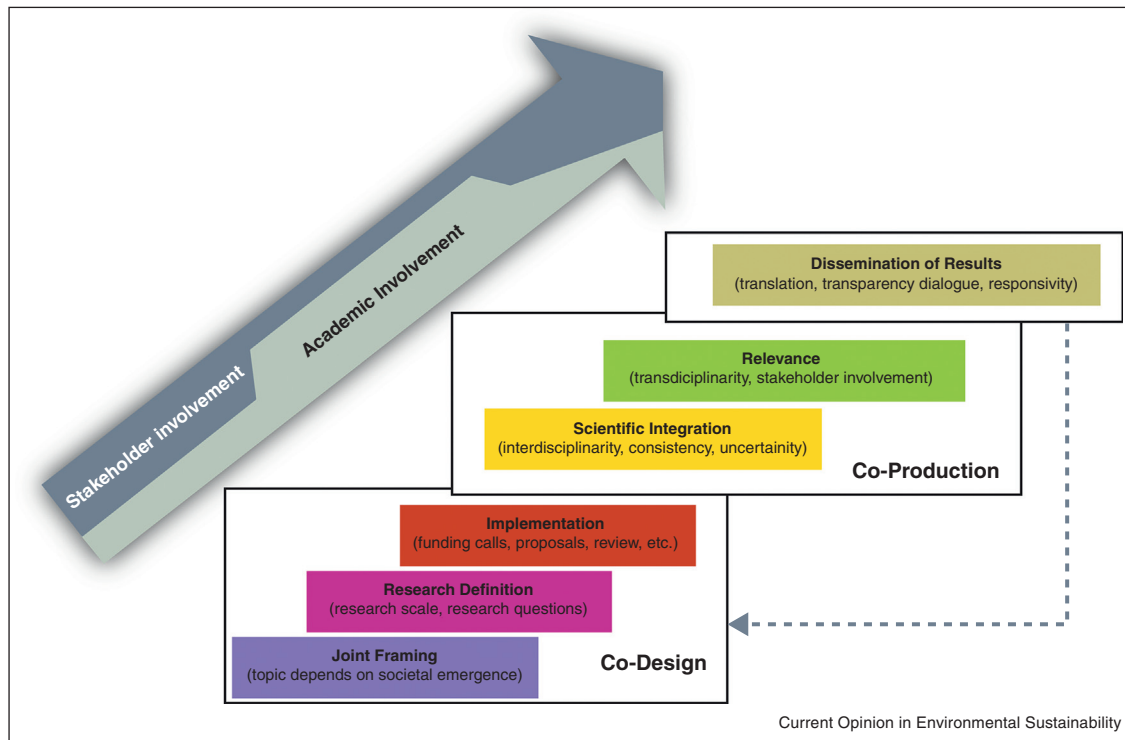 Stakeholder involvement
Academic Involvement
Dissemination of Results
(translation, transparency dialogue, responsivity)
Relevance
(transdiciplinarity, stakeholder involvement)
Scientific Integration
(interdisciplinarity, consistency, uncertainity)
Co-Production
Implementation
(funding calls, proposals, review, etc.)
Research Definition
(research scale, research questions)
Joint Framing
(topic depends on societal emergence)
Co-Design
Current Opinion in Environmental Sustainability